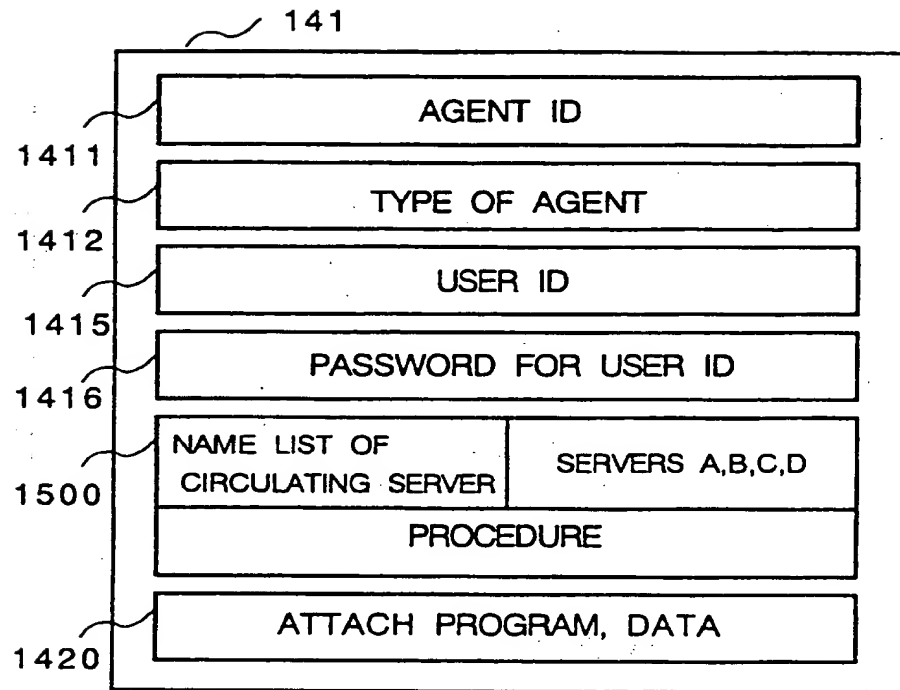 141
AGENT ID
1411
TYPE OF AGENT
1412
USER ID
1415
PASSWORD FOR USER ID
1416
NAME LIST OF
CIRCULATING SERVER
SERVERS A,B,C,D
1500
PROCEDURE
ATTACH PROGRAM, DATA
1420